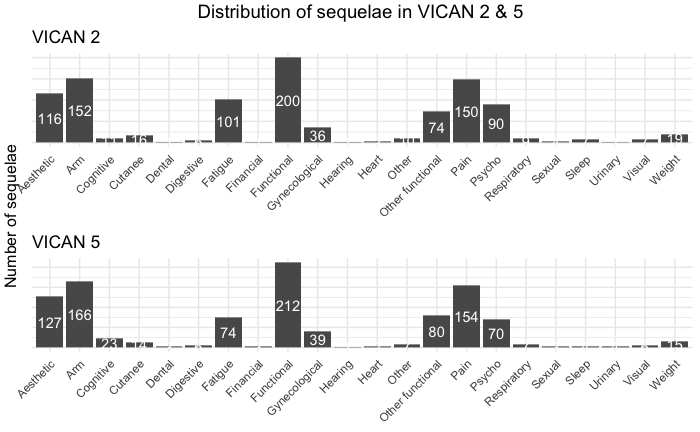 Distribution of sequelae in VICAN 2 & 5
Number of sequelae
VICAN 2
116 152 16 101 200 36 74 150 90 19
Aesthetic Arm Cognitive Cutanee Dental Digestive Fatigue Financial Functional Gynecological Hearing Heart Other Other functional Pain Psycho Respiratory Sexual Sleep Urinary Visual Weight
VICAN 5
127 166 23 14 74 212 39 80 154 70 15
Aesthetic Arm Cognitive Cutanee Dental Digestive Fatigue Financial Functional Gynecological Hearing Heart Other Other functional Pain Psycho Respiratory Sexual Sleep Urinary Visual Weight